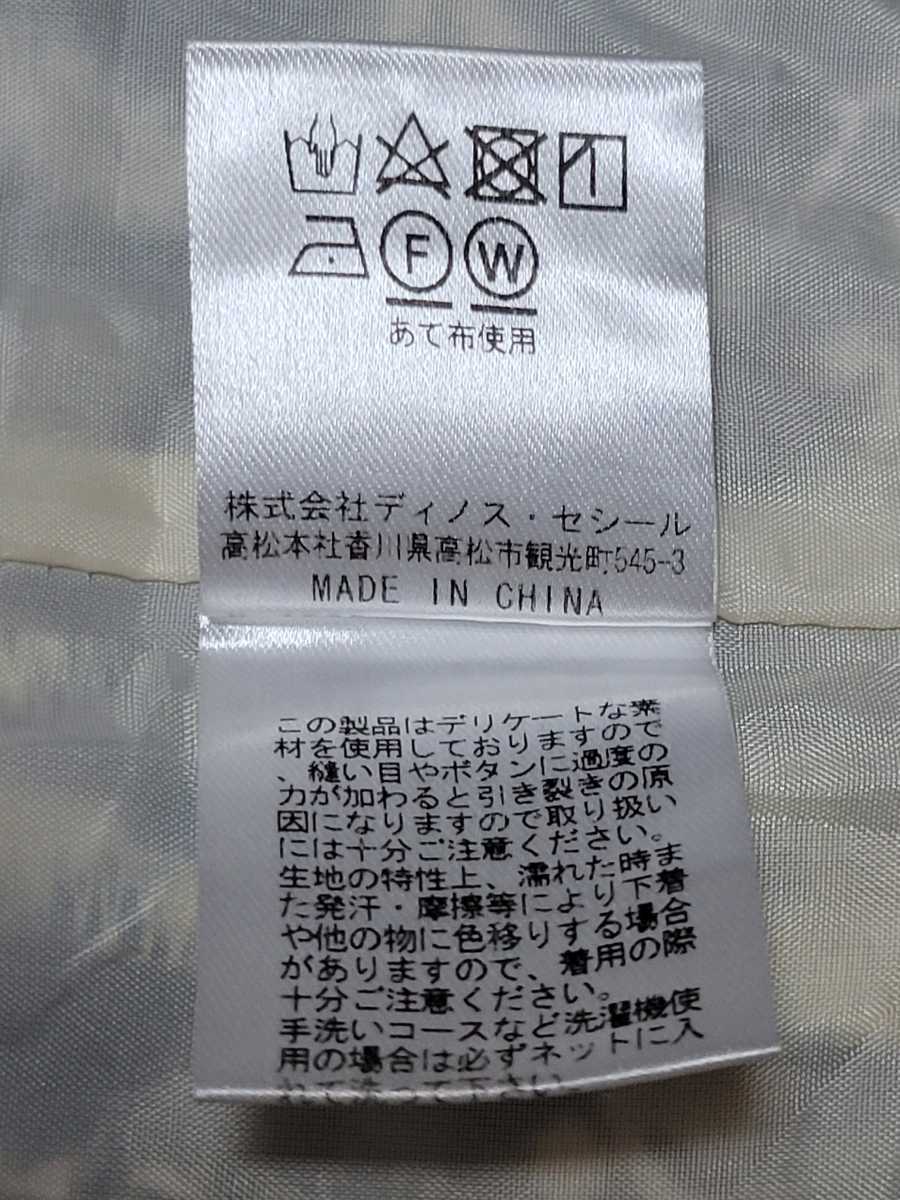 F W
あて布使用
株式会社ディノス・セシール
高松本社香川県高松市観光町545-3
MADE IN CHINA
この製品はデリケートな素
材を使用しておりますので
、縫い目やボタンに過度の
力が加わると引き裂きの原
因になりますので取り扱い
には十分ご注意ください。
生地の特性上、濡れた時ま
た発汗・摩擦等により下着
や他の物に色移りする場合
がありますので、着用の際
十分ご注意ください。
手洗いコースなど洗濯機使
用の場合は必ずネットに入
れて洗って下さい。